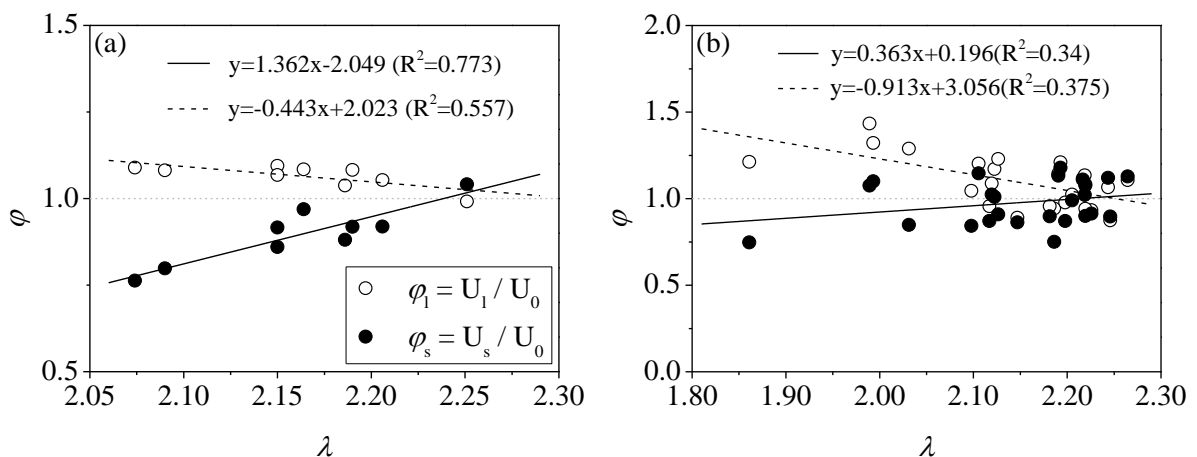 (a)
y=1.362x-2.049 (R²=0.773)
y=-0.443x+2.023 (R²=0.557)
φₗ = Uₗ / U₀
φₛ = Uₛ / U₀
1.5
1.0
0.5
φ
2.05 2.10 2.15 2.20 2.25 2.30
λ
(b)
y=0.363x+0.196(R²=0.34)
y=-0.913x+3.056(R²=0.375)
2.0
1.5
1.0
0.5
0.0
φ
1.80 1.90 2.00 2.10 2.20 2.30
λ